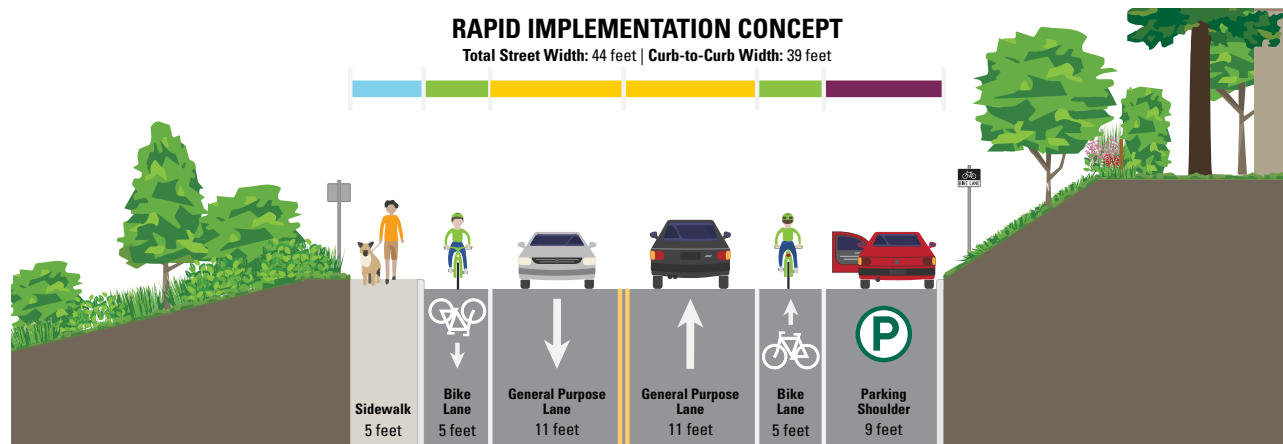 RAPID IMPLEMENTATION CONCEPT
Total Street Width: 44 feet | Curb-to-Curb Width: 39 feet
BIKE LANE
P
Sidewalk
5 feet
Bike
Lane
5 feet
General Purpose
Lane
11 feet
General Purpose
Lane
11 feet
Bike
Lane
5 feet
Parking
Shoulder
9 feet